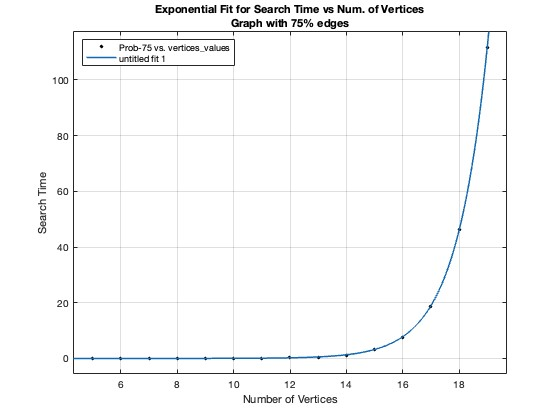 Exponential Fit for Search Time vs Num. of Vertices
Graph with 75% edges
Prob-75 vs. vertices_values
untitled fit 1
100
80
60
40
20
0
Search Time
6 8 10 12 14 16 18
Number of Vertices